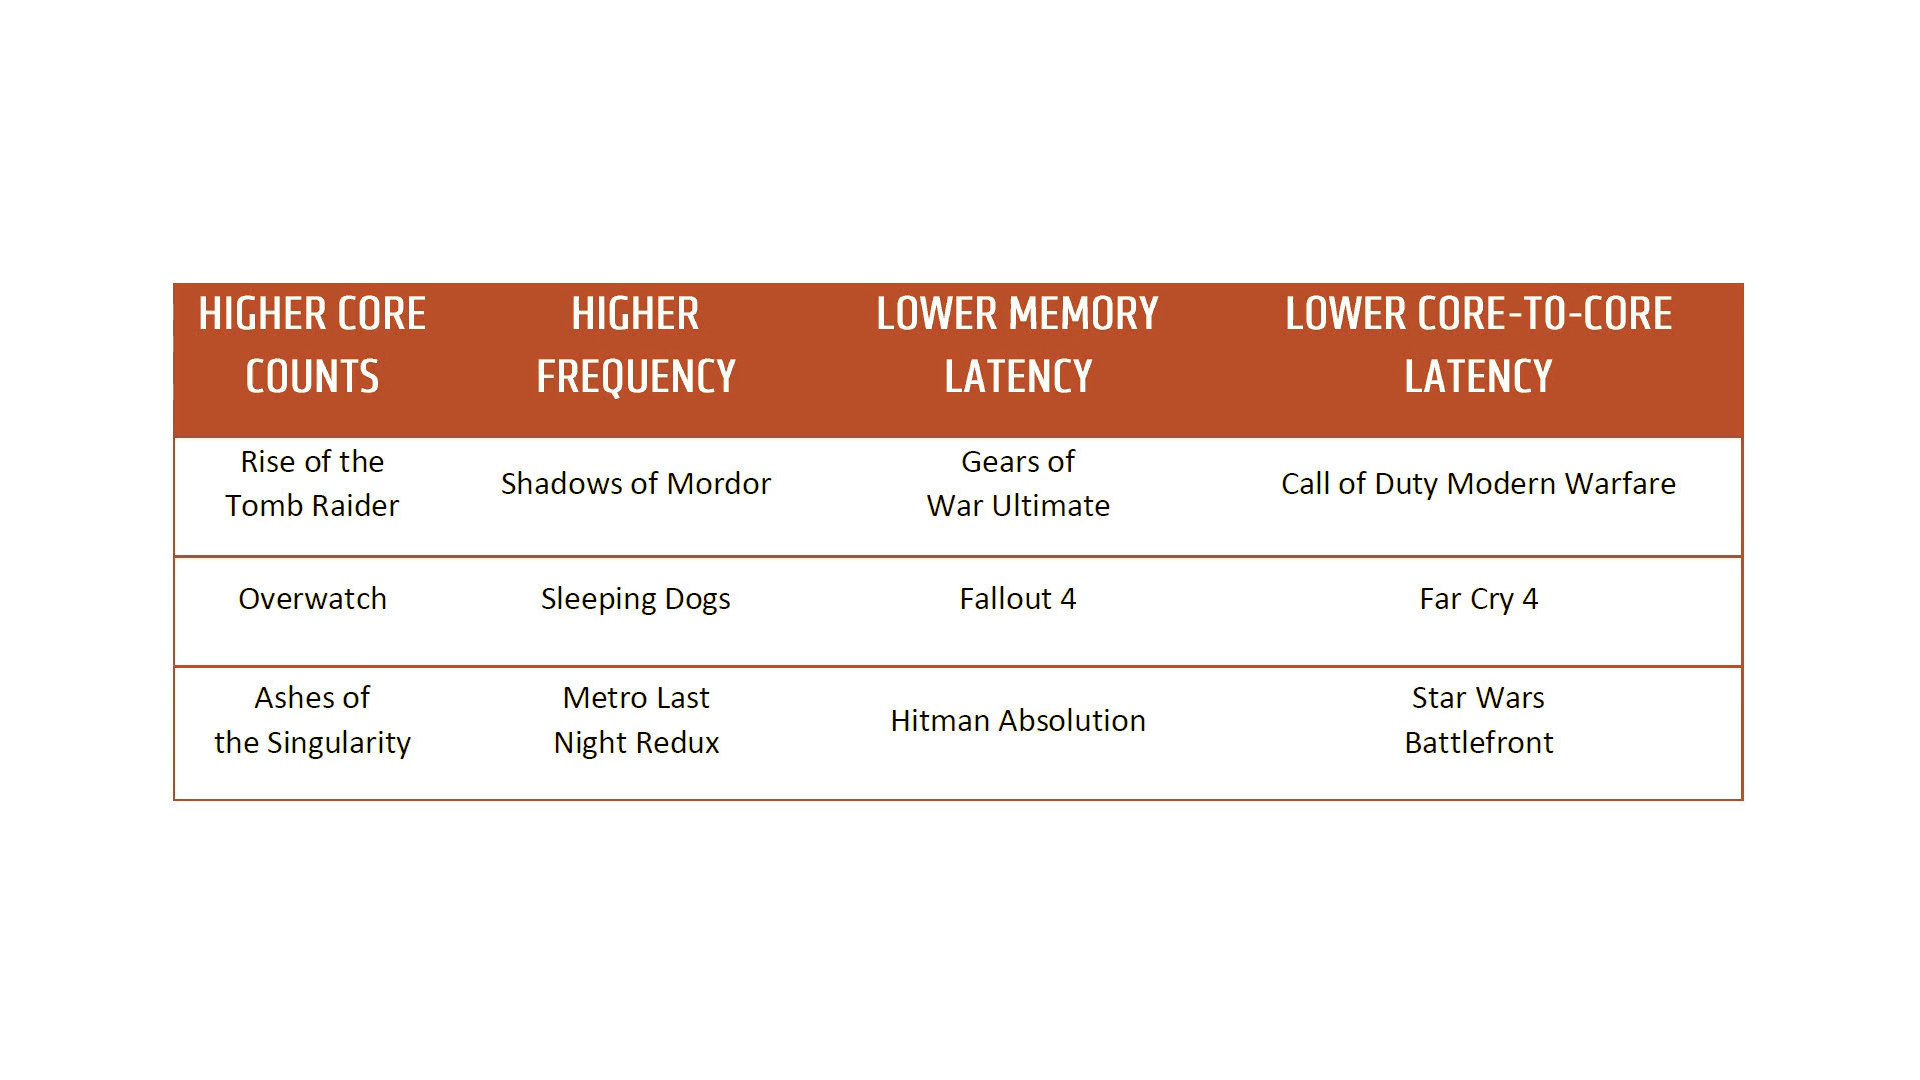 HIGHER CORE
COUNTS
HIGHER
FREQUENCY
LOWER MEMORY
LATENCY
LOWER CORE-TO-CORE
LATENCY
Rise of the
Tomb Raider
Shadows of Mordor
Gears of
War Ultimate
Call of Duty Modern Warfare
Overwatch
Sleeping Dogs
Fallout 4
Far Cry 4
Ashes of
the Singularity
Metro Last
Night Redux
Hitman Absolution
Star Wars
Battlefront